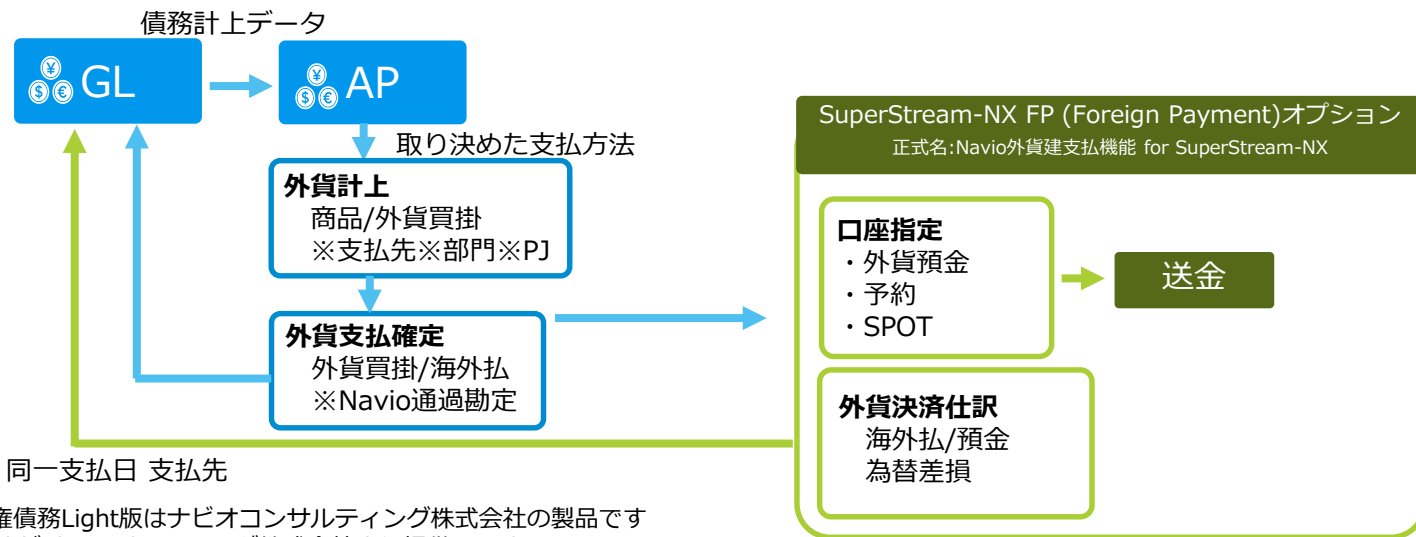 債務計上データ
GL
AP
取り決めた支払方法
外貨計上
商品/外貨買掛
※支払先※部門※PJ
外貨支払確定
外貨買掛/海外払
※Navio通過勘定
SuperStream-NX FP (Foreign Payment)オプション
正式名:Navio外貨建支払機能 for SuperStream-NX
口座指定
・外貨預金
・予約
・SPOT
送金
外貨決済仕訳
海外払/預金
為替差損
同一支払日 支払先
債務Light版はナビオコンサルティング株式会社の製品です